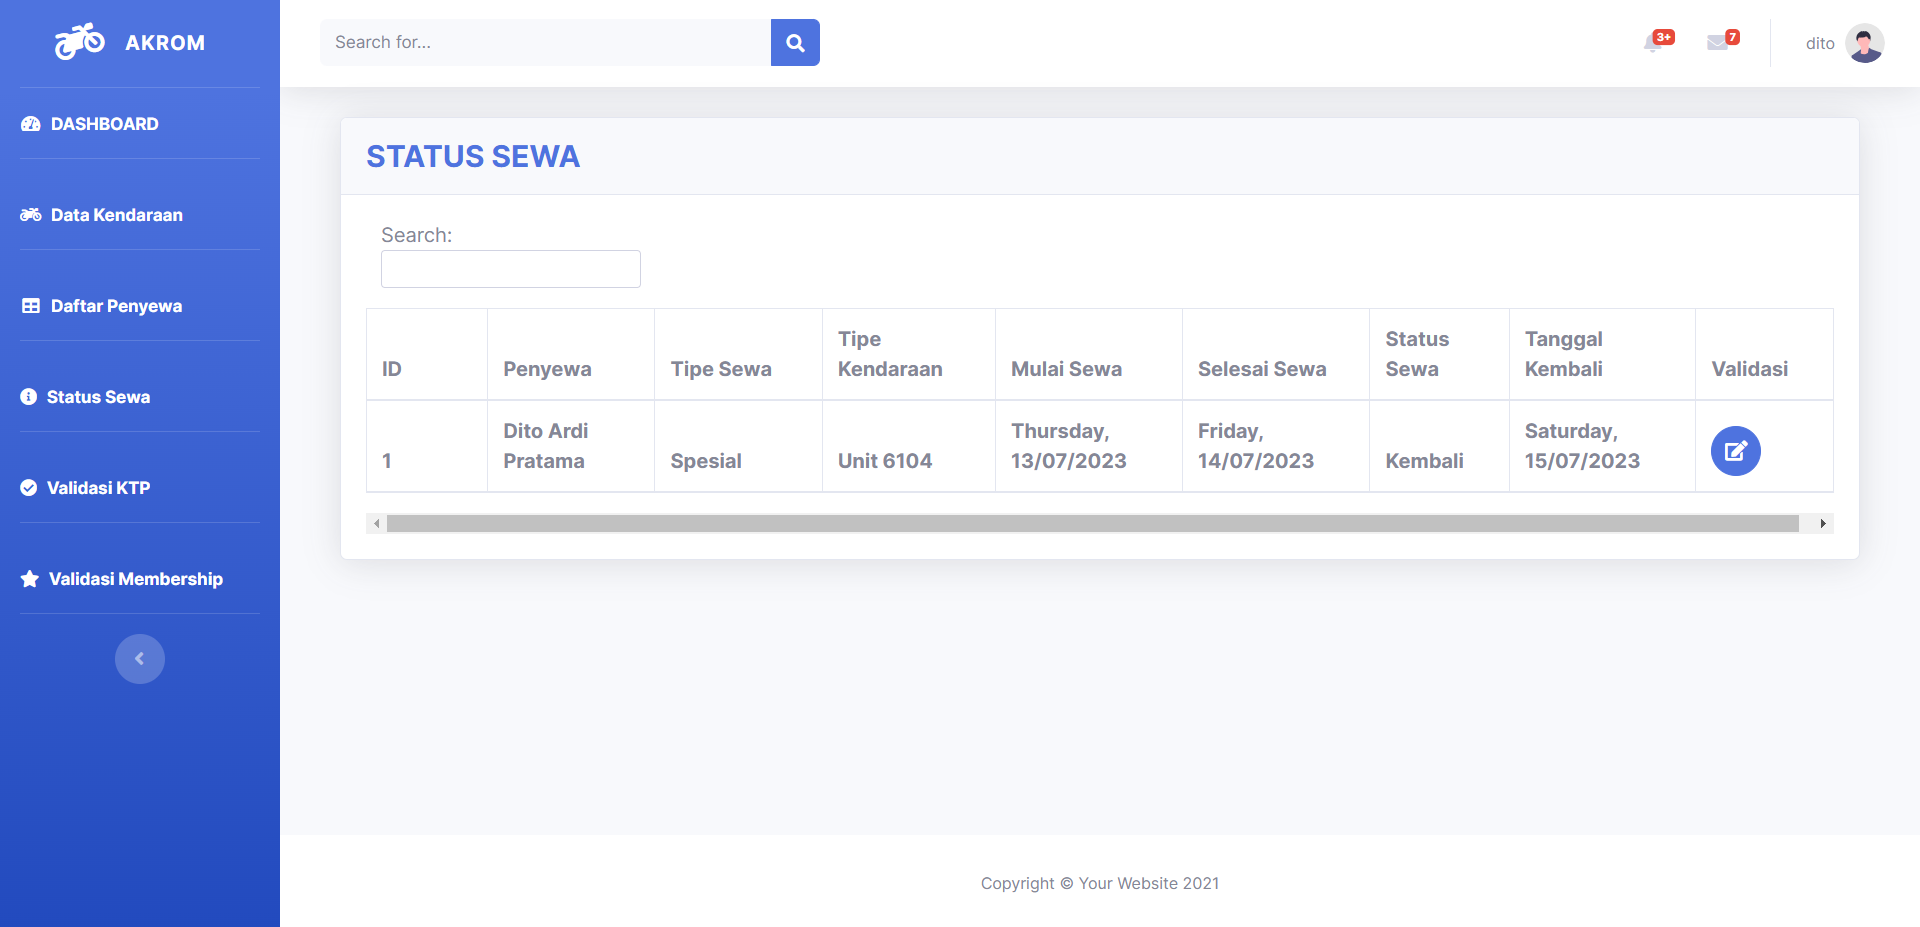 AKROM
Search for...
3+
7
dito
DASHBOARD
Data Kendaraan
Daftar Penyewa
Status Sewa
Validasi KTP
Validasi Membership
STATUS SEWA
Search:
ID
Penyewa
Tipe Sewa
Tipe
Kendaraan
Mulai Sewa
Selesai Sewa
Status
Sewa
Tanggal
Kembali
Validasi
1
Dito Ardi
Pratama
Spesial
Unit 6104
Thursday,
13/07/2023
Friday,
14/07/2023
Kembali
Saturday,
15/07/2023
Copyright © Your Website 2021